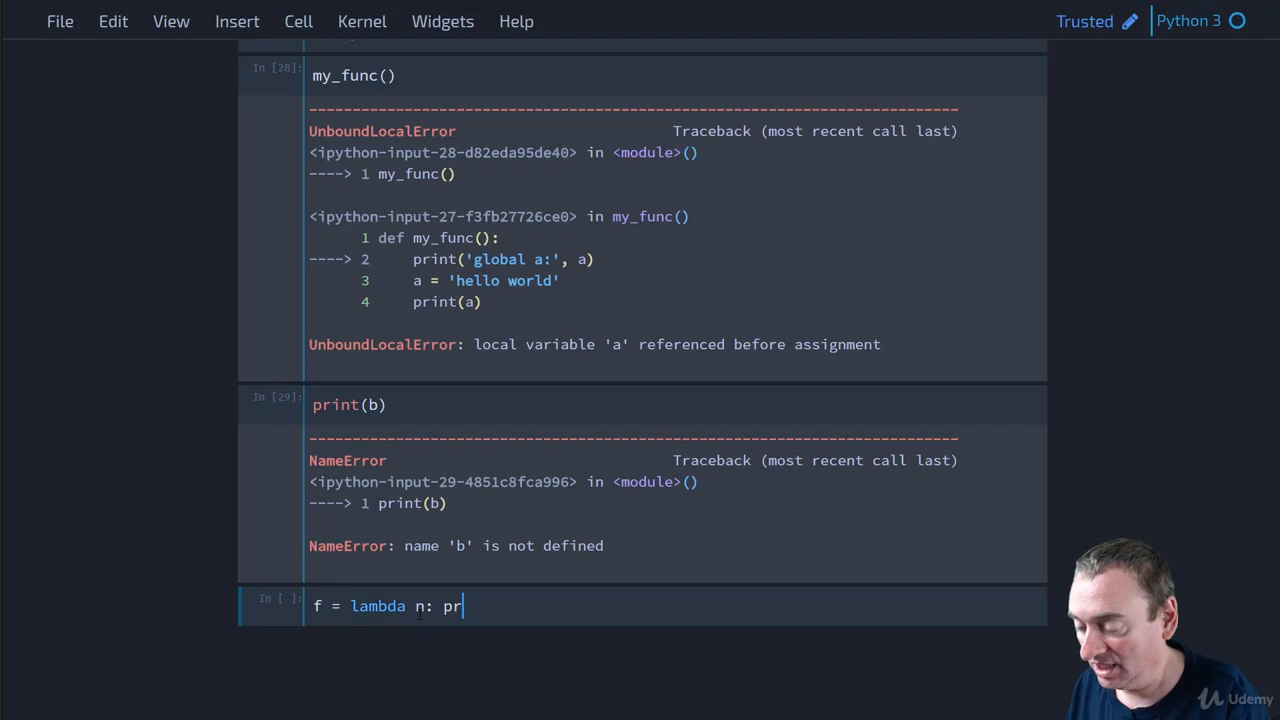 File Edit View Insert Cell Kernel Widgets Help Trusted Python 3
In [28]: my_func()
---------------------------------------------------------------------------
UnboundLocalError Traceback (most recent call last)
<ipython-input-28-d82eda95de40> in <module>()
----> 1 my_func()
<ipython-input-27-f3fb27726ce0> in my_func()
1 def my_func():
----> 2 print('global a:', a)
3 a = 'hello world'
4 print(a)
UnboundLocalError: local variable 'a' referenced before assignment
In [29]: print(b)
---------------------------------------------------------------------------
NameError Traceback (most recent call last)
<ipython-input-29-4851c8fca996> in <module>()
----> 1 print(b)
NameError: name 'b' is not defined
In [ ]: f = lambda n: pr
Udemy